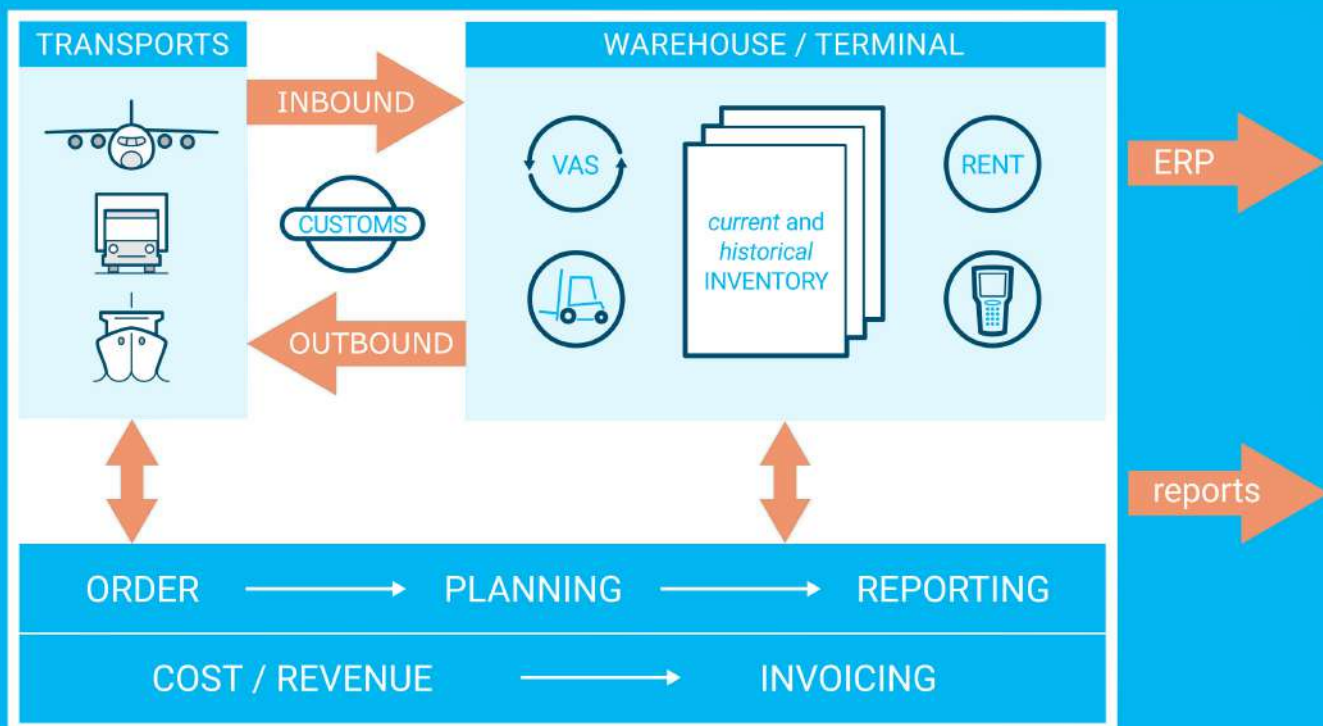 TRANSPORTS
WAREHOUSE / TERMINAL
INBOUND
CUSTOMS
OUTBOUND
VAS
current and
historical
INVENTORY
RENT
ERP
reports
ORDER
PLANNING
REPORTING
COST / REVENUE
INVOICING